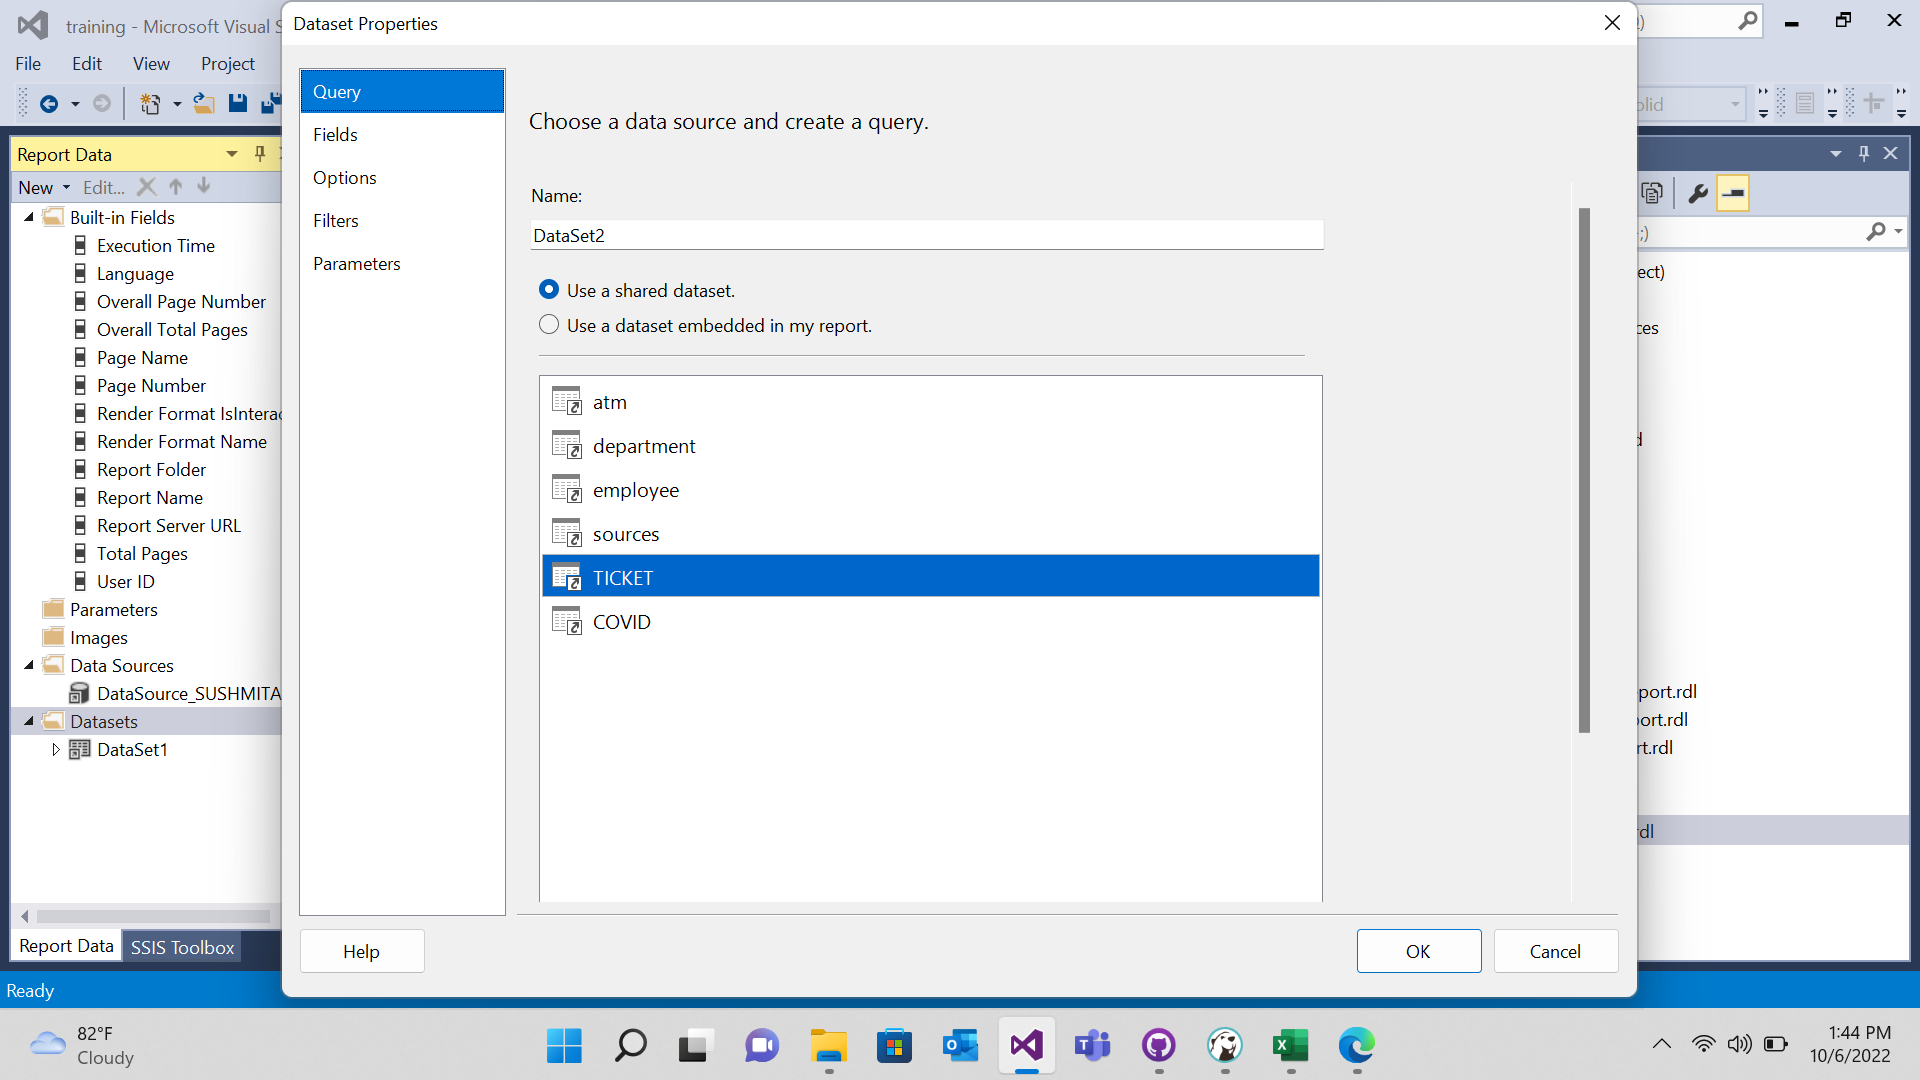 training - Microsoft Visual S
File Edit View Project
Dataset Properties
Query
Fields
Options
Filters
Parameters
Choose a data source and create a query.
Name:
DataSet2
Use a shared dataset.
Use a dataset embedded in my report.
atm
department
employee
sources
TICKET
COVID
Help
OK
Cancel
Report Data
New Edit...
Built-in Fields
Execution Time
Language
Overall Page Number
Overall Total Pages
Page Name
Page Number
Render Format IsInterac
Render Format Name
Report Folder
Report Name
Report Server URL
Total Pages
User ID
Parameters
Images
Data Sources
DataSource_SUSHMITA
Datasets
DataSet1
Report Data SSIS Toolbox
olid
;)
ect)
ces
port.rdl
ort.rdl
rt.rdl
rdl
Ready
82°F
Cloudy
1:44 PM
10/6/2022